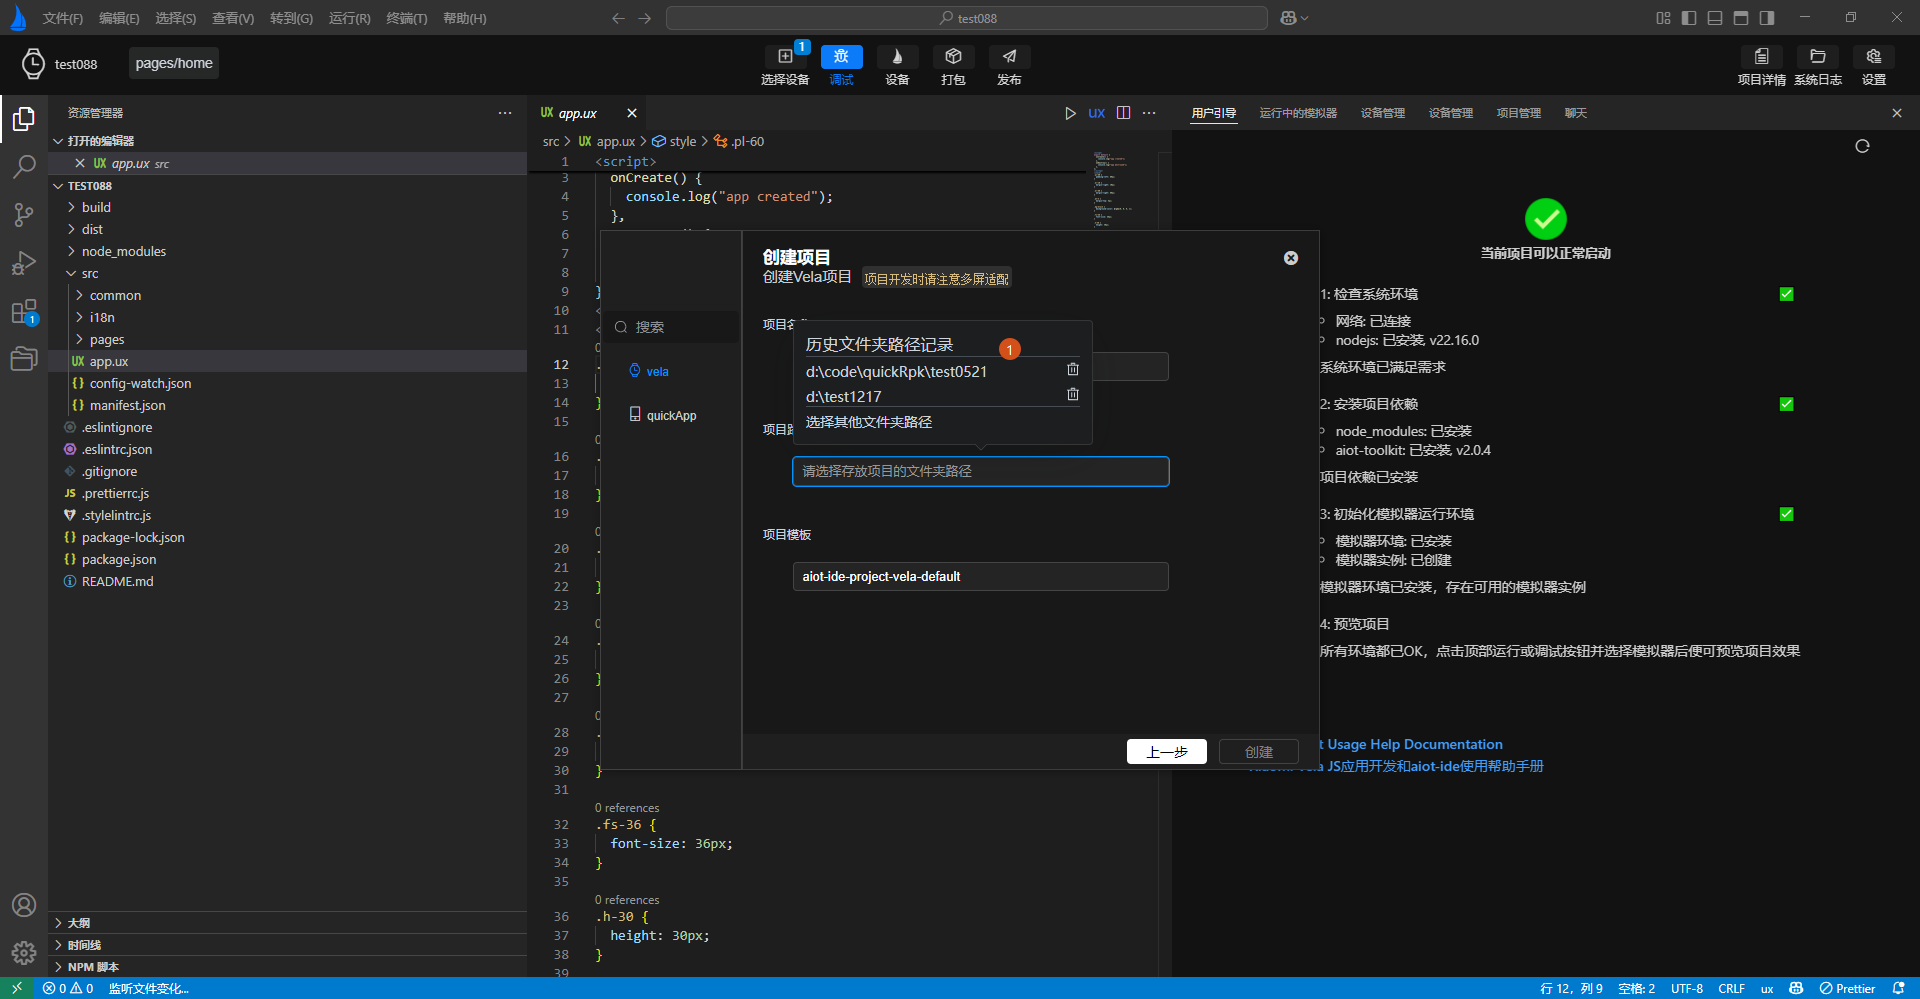 文件(F) 编辑(E) 选择(S) 查看(V) 转到(G) 运行(R) 终端(T) 帮助(H)
test088
test088
pages/home
1
选择设备
调试
设备
打包
发布
项目详情
系统日志
设置
资源管理器
打开的编辑器
UX app.ux src
TEST088
build
dist
node_modules
src
common
i18n
pages
UX app.ux
{} config-watch.json
{} manifest.json
.eslintignore
.eslintrc.json
.gitignore
JS .prettierrc.js
.stylelintrc.js
{} package-lock.json
{} package.json
README.md
1
大纲
时间线
NPM 脚本
UX app.ux
UX
src > UX app.ux > style > .pl-60
1 <script>
3 onCreate() {
4 console.log("app created");
5 },
6
7
8
9 }
10 <
11 <
12 .
13
14 }
15
16 .
17
18 }
19
20 .
21
22 }
23
24 .
25
26 }
27
28 .
29
30 }
31
0 references
32 .fs-36 {
33 font-size: 36px;
34 }
35
0 references
36 .h-30 {
37 height: 30px;
38 }
39
创建项目
创建Vela项目 项目开发时请注意多屏适配
搜索
vela
quickApp
项目名
历史文件夹路径记录
1
d:\code\quickRpk\test0521
d:\test1217
选择其他文件夹路径
项目路
请选择存放项目的文件夹路径
项目模板
aiot-ide-project-vela-default
上一步
创建
用户引导 运行中的模拟器 设备管理 设备管理 项目管理 聊天
当前项目可以正常启动
1: 检查系统环境
网络: 已连接
nodejs: 已安装, v22.16.0
系统环境已满足需求
2: 安装项目依赖
node_modules: 已安装
aiot-toolkit: 已安装, v2.0.4
项目依赖已安装
3: 初始化模拟器运行环境
模拟器环境: 已安装
模拟器实例: 已创建
模拟器环境已安装，存在可用的模拟器实例
4: 预览项目
所有环境都已OK，点击顶部运行或调试按钮并选择模拟器后便可预览项目效果
t Usage Help Documentation
JS应用开发和aiot-ide使用帮助手册
0 0 监听文件变化...
行 12，列 9 空格: 2 UTF-8 CRLF ux Prettier